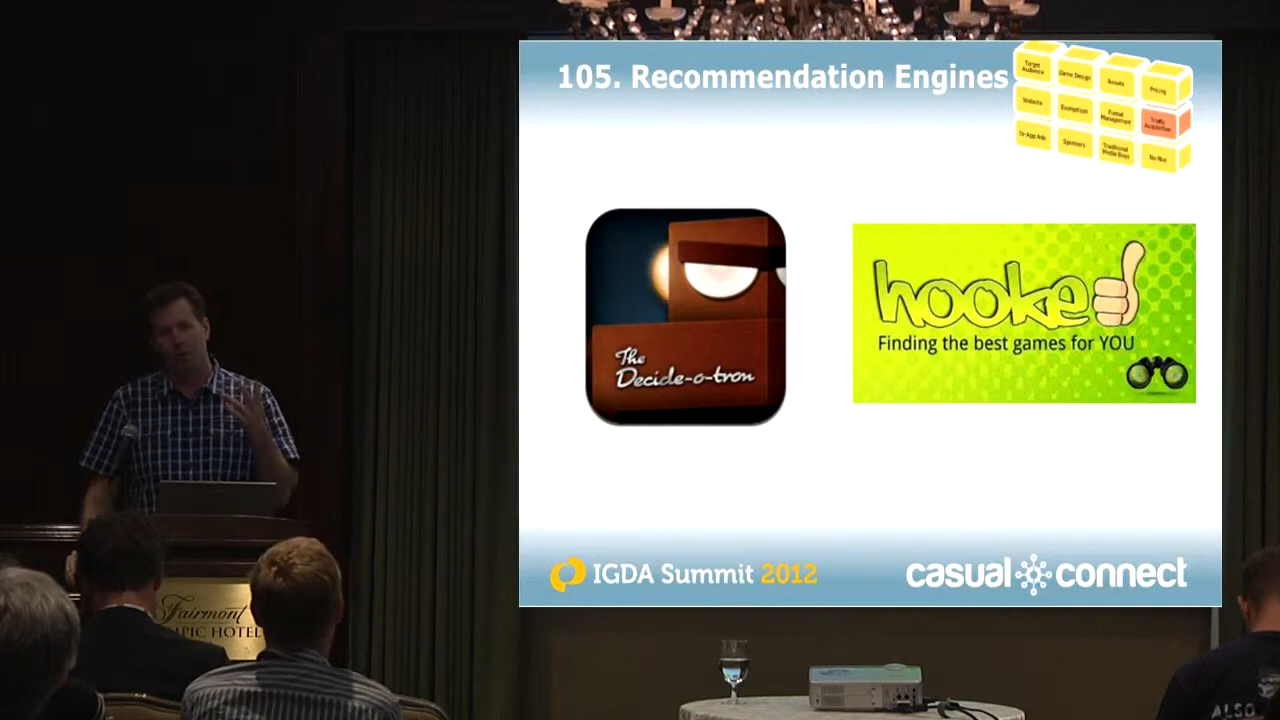 105. Recommendation Engines
Target Audience
Game Design
Assets
Pricing
Website
Evangelism
Funnel Management
Traffic Acquisition
In-App Ads
Sponsors
Traditional Media Buys
The
Decide-o-tron
hooke
Finding the best games for YOU
IGDA Summit 2012
casual connect
Fairmont
PIC HOTEL
ALSO